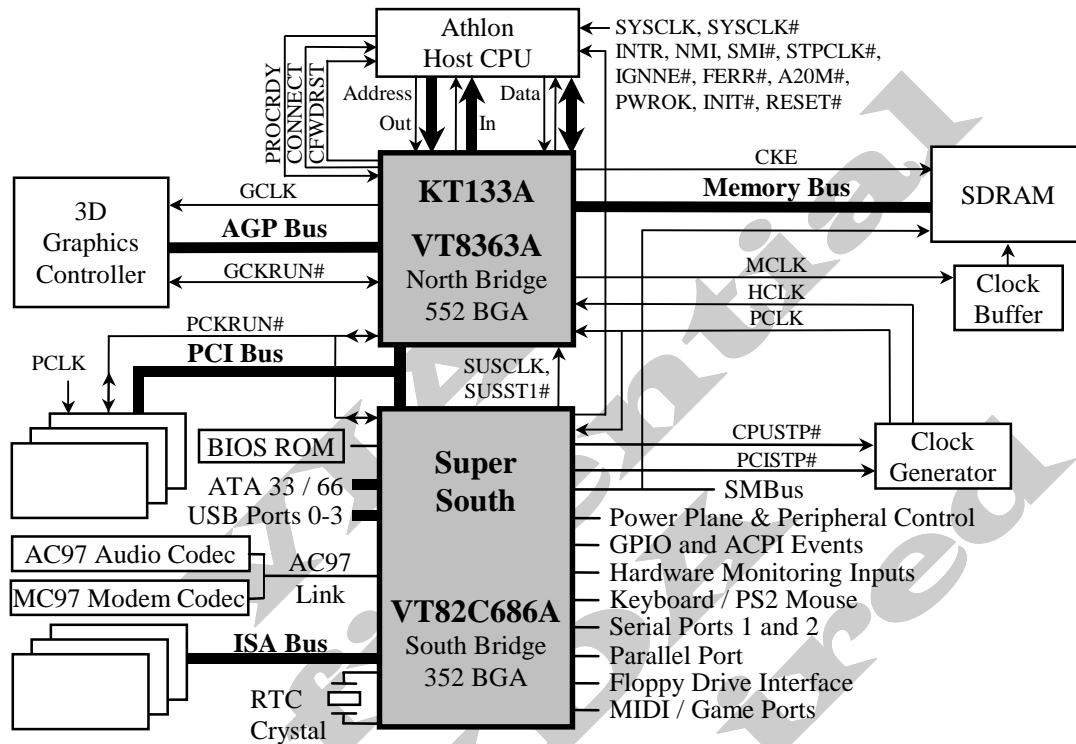 Athlon
Host CPU
SYSCLK, SYSCLK#
INTR, NMI, SMI#, STPCLK#,
IGNNE#, FERR#, A20M#,
PWROK, INIT#, RESET#
PROCRDY
CONNECT
CFWDRST
Address
Out
In
Data
KT133A
VT8363A
North Bridge
552 BGA
CKE
Memory Bus
SDRAM
3D
Graphics
Controller
GCLK
AGP Bus
GCKRUN#
MCLK
HCLK
PCLK
Clock
Buffer
PCKRUN#
PCI Bus
PCLK
SUSCLK,
SUSST1#
BIOS ROM
ATA 33 / 66
USB Ports 0-3
Super
South
CPUSTP#
PCISTP#
Clock
Generator
SMBus
Power Plane & Peripheral Control
GPIO and ACPI Events
Hardware Monitoring Inputs
Keyboard / PS2 Mouse
Serial Ports 1 and 2
Parallel Port
Floppy Drive Interface
MIDI / Game Ports
AC97 Audio Codec
MC97 Modem Codec
AC97
Link
VT82C686A
South Bridge
352 BGA
ISA Bus
RTC
Crystal